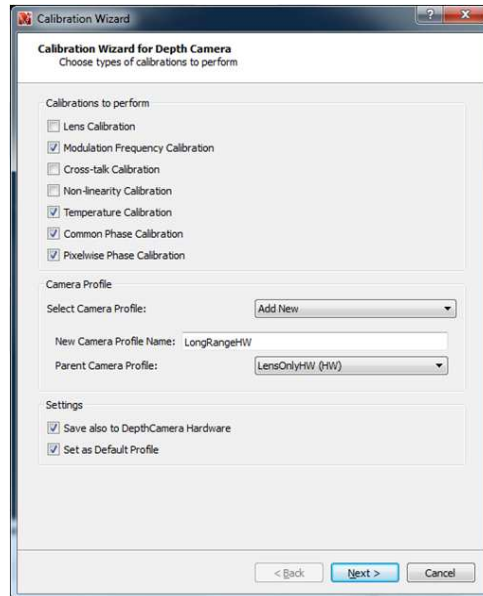 Calibration Wizard
Calibration Wizard for Depth Camera
Choose types of calibrations to perform
Calibrations to perform
Lens Calibration
Modulation Frequency Calibration
Cross-talk Calibration
Non-linearity Calibration
Temperature Calibration
Common Phase Calibration
Pixelwise Phase Calibration
Camera Profile
Select Camera Profile: Add New
New Camera Profile Name: LongRangeHW
Parent Camera Profile: LensOnlyHW (HW)
Settings
Save also to DepthCamera Hardware
Set as Default Profile
< Back Next > Cancel